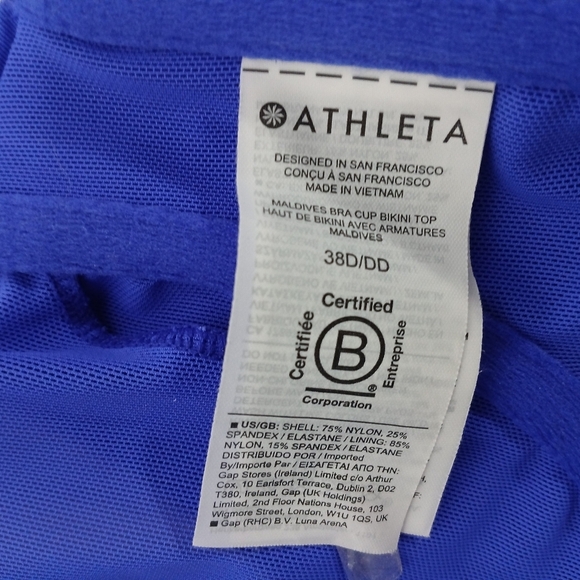 ATHLETA
DESIGNED IN SAN FRANCISCO
CONÇU À SAN FRANCISCO
MADE IN VIETNAM
MALDIVES BRA CUP BIKINI TOP
HAUT DE BIKINI AVEC ARMATURES
MALDIVES
38D/DD
Certified
Certifiée
B
Entreprise
®
Corporation
■ US/GB: SHELL: 75% NYLON, 25%
SPANDEX / ELASTANE / LINING: 85%
NYLON, 15% SPANDEX / ELASTANE
DISTRIBUIDO POR / Imported
By/Importe Par / ΕΙΣΑΓΕΤΑΙ ΑΠΟ ΤΗΝ:
Gap Stores (Ireland) Limited c/o Arthur
Cox, 10 Earlsfort Terrace, Dublin 2, D02
T380, Ireland, Gap (UK Holdings)
Limited, 2nd Floor Nations House, 103
Wigmore Street, London, W1U 1QS, UK
■ Gap (RHC) B.V. Luna ArenA